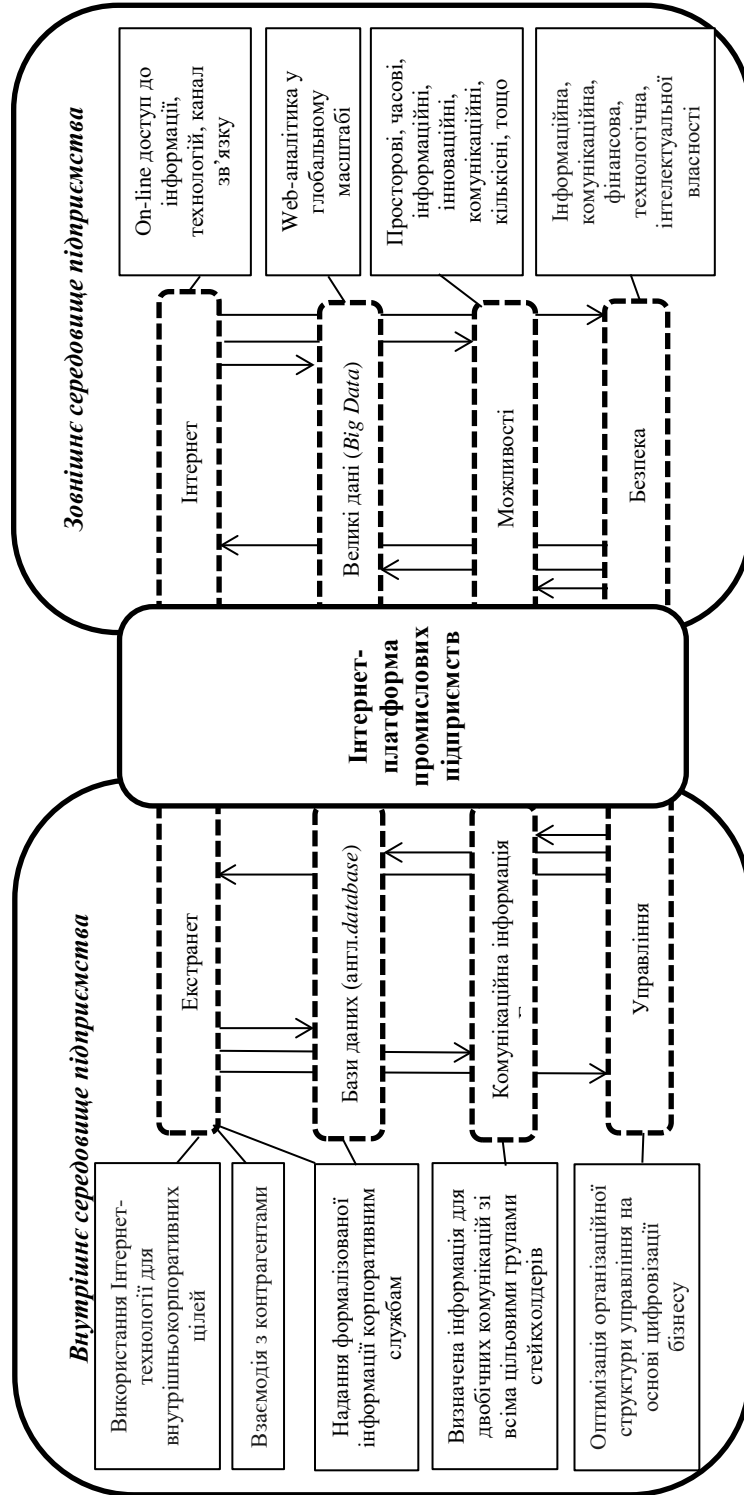 Внутрішнє середовище підприємства
Використання Інтернет-
технології для
внутрішньокорпоративних
цілей
Взаємодія з контрагентами
Надання формалізованої
інформації корпоративним
службам
Визначена інформація для
двобічних комунікацій зі
всіма цільовими групами
стейкхолдерів
Оптимізація організаційної
структури управління на
основі цифровізації
бізнесу
Екстранет
Бази даних (англ.database)
Комунікаційна інформація
Управління
Інтернет-
платформа
промислових
підприємств
Зовнішнє середовище підприємства
Інтернет
Великі дані (Big Data)
Можливості
Безпека
On-line доступ до
інформації,
технологій, канал
зв’язку
Web-аналітика у
глобальному
масштабі
Просторові, часові,
інформаційні,
інноваційні,
комунікаційні,
кількісні, тощо
Інформаційна,
комунікаційна,
фінансова,
технологічна,
інтелектуальної
власності